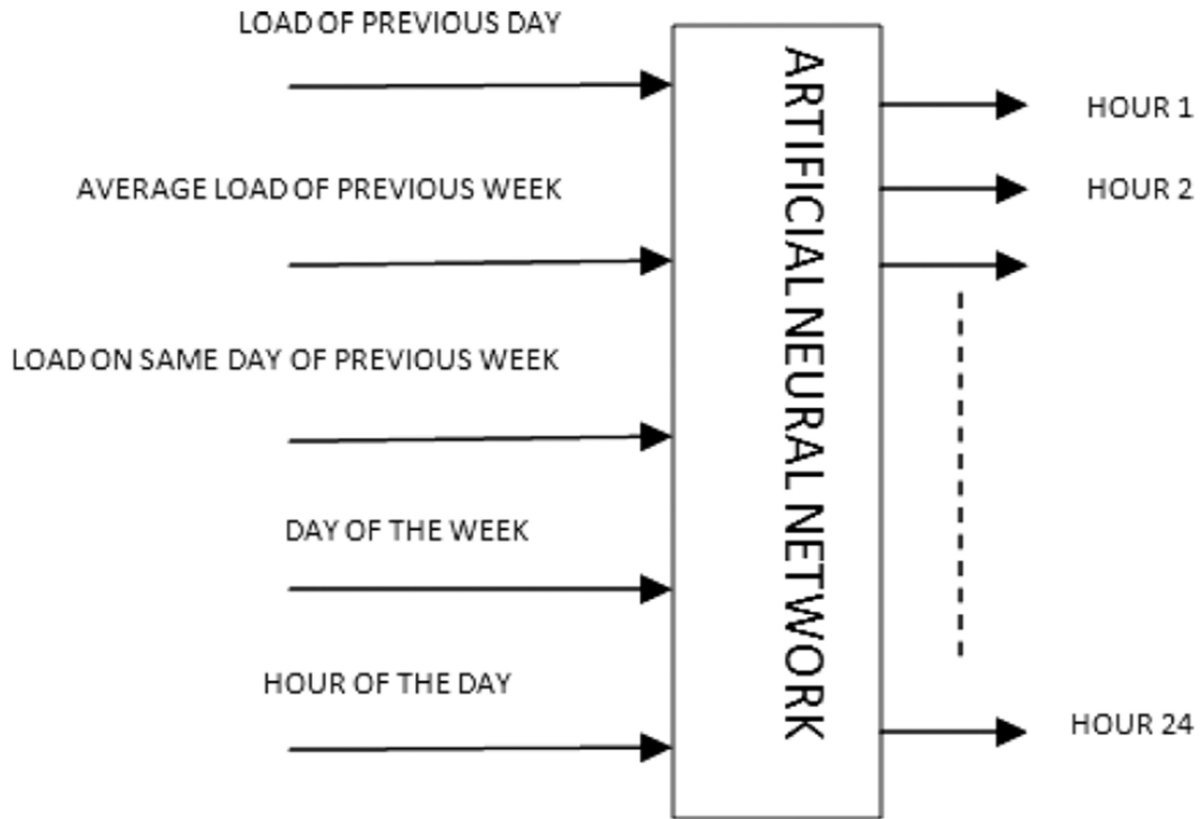 LOAD OF PREVIOUS DAY
AVERAGE LOAD OF PREVIOUS WEEK
LOAD ON SAME DAY OF PREVIOUS WEEK
DAY OF THE WEEK
HOUR OF THE DAY
ARTIFICIAL NEURAL NETWORK
HOUR 1
HOUR 2
HOUR 24